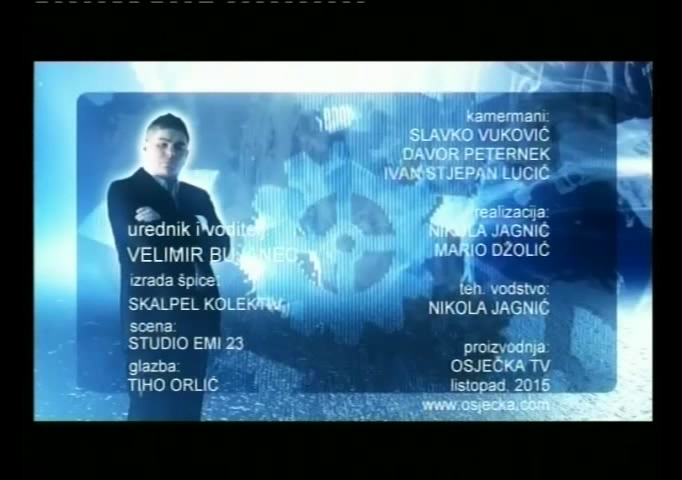 urednik i voditelj:
VELIMIR BUJANEC
izrada špice:
SKALPEL KOLEKTIV
scena:
STUDIO EMI 23
glazba:
TIHO ORLIĆ
kamermani:
SLAVKO VUKOVIĆ
DAVOR PETERNEK
IVAN STJEPAN LUCIĆ
realizacija:
NIKOLA JAGNIĆ
MARIO DŽOLIĆ
teh. vodstvo:
NIKOLA JAGNIĆ
proizvodnja:
OSJEČKA TV
listopad, 2015
www.osjecka.com